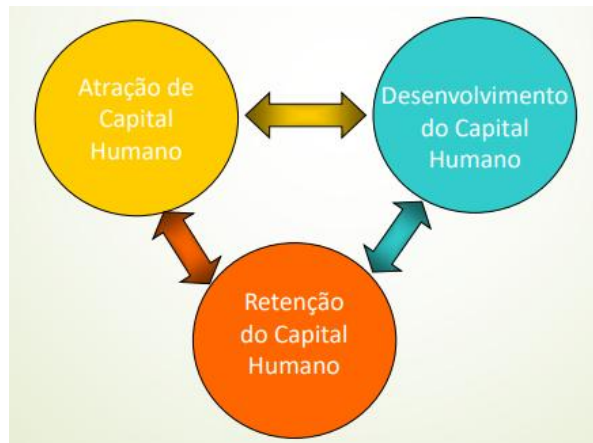 Atração de
Capital
Humano
Desenvolvimento
do Capital
Humano
Retenção
do Capital
Humano